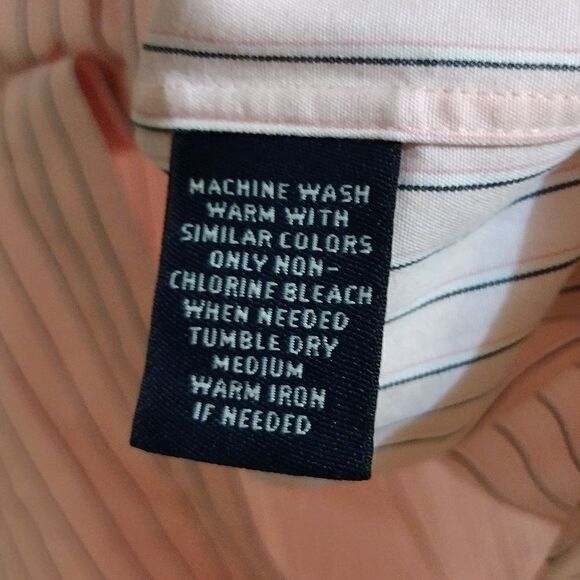 MACHINE WASH
WARM WITH
SIMILAR COLORS
ONLY NON-
CHLORINE BLEACH
WHEN NEEDED
TUMBLE DRY
MEDIUM
WARM IRON
IF NEEDED